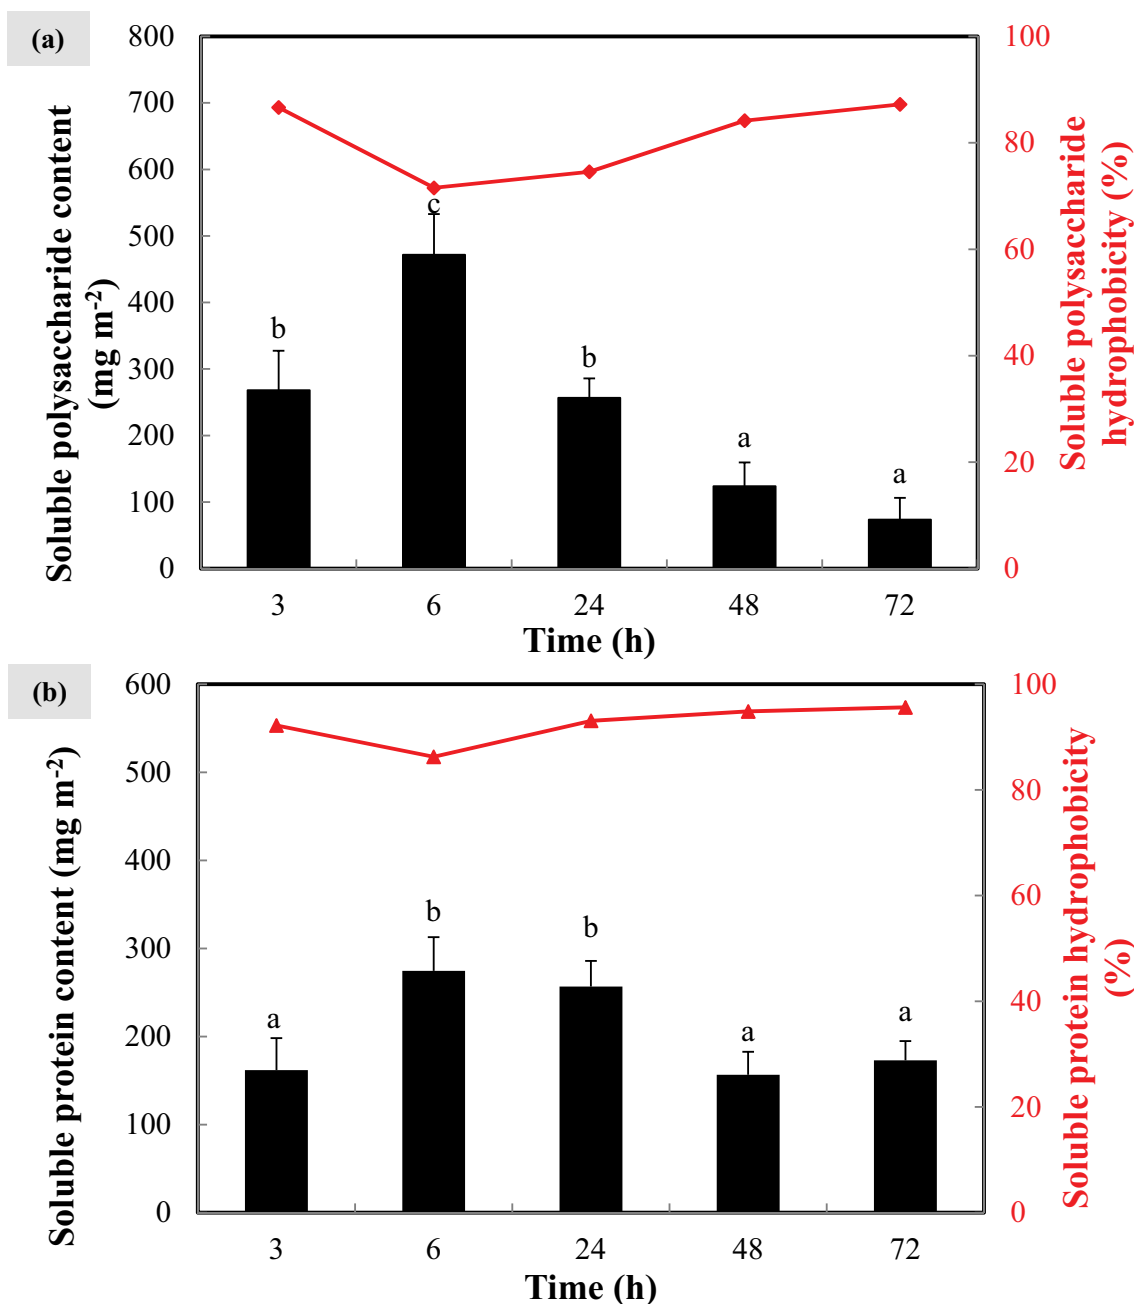 (a)
Soluble polysaccharide content
(mg m-2)
800
700
600
500
400
300
200
100
0
b
c
b
a
a
3 6 24 48 72
Time (h)
100
80
60
40
20
0
Soluble polysaccharide
hydrophobicity (%)
(b)
Soluble protein content (mg m-2)
600
500
400
300
200
100
0
a
b
b
a
a
3 6 24 48 72
Time (h)
100
80
60
40
20
0
Soluble protein hydrophobicity
(%)